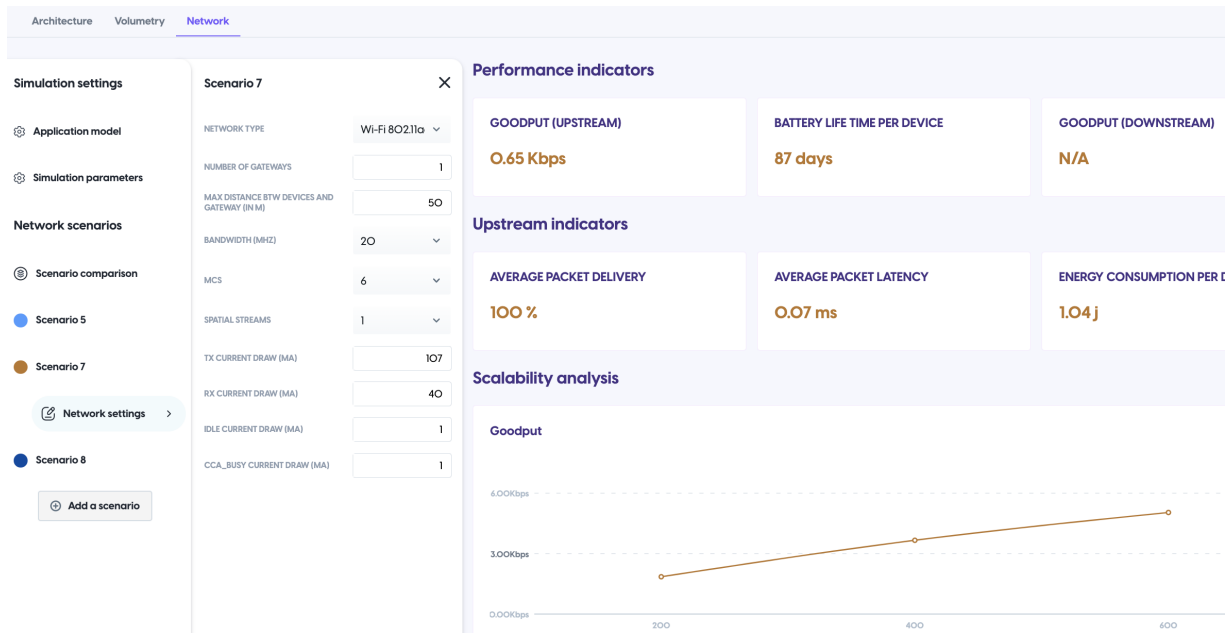 Architecture
Volumetry
Network
Simulation settings
Application model
Simulation parameters
Network scenarios
Scenario comparison
Scenario 5
Scenario 7
Network settings
Scenario 8
Add a scenario
Scenario 7
NETWORK TYPE
Wi-Fi 802.11a
NUMBER OF GATEWAYS
1
MAX DISTANCE BTW DEVICES AND
GATEWAY (IN M)
50
BANDWIDTH (MHZ)
20
MCS
6
SPATIAL STREAMS
1
TX CURRENT DRAW (MA)
107
RX CURRENT DRAW (MA)
40
IDLE CURRENT DRAW (MA)
1
CCA_BUSY CURRENT DRAW (MA)
1
Performance indicators
GOODPUT (UPSTREAM)
0.65 Kbps
BATTERY LIFE TIME PER DEVICE
87 days
GOODPUT (DOWNSTREAM)
N/A
Upstream indicators
AVERAGE PACKET DELIVERY
100 %
AVERAGE PACKET LATENCY
0.07 ms
ENERGY CONSUMPTION PER D
1.04 j
Scalability analysis
Goodput
6.00Kbps
3.00Kbps
0.00Kbps
200
400
600